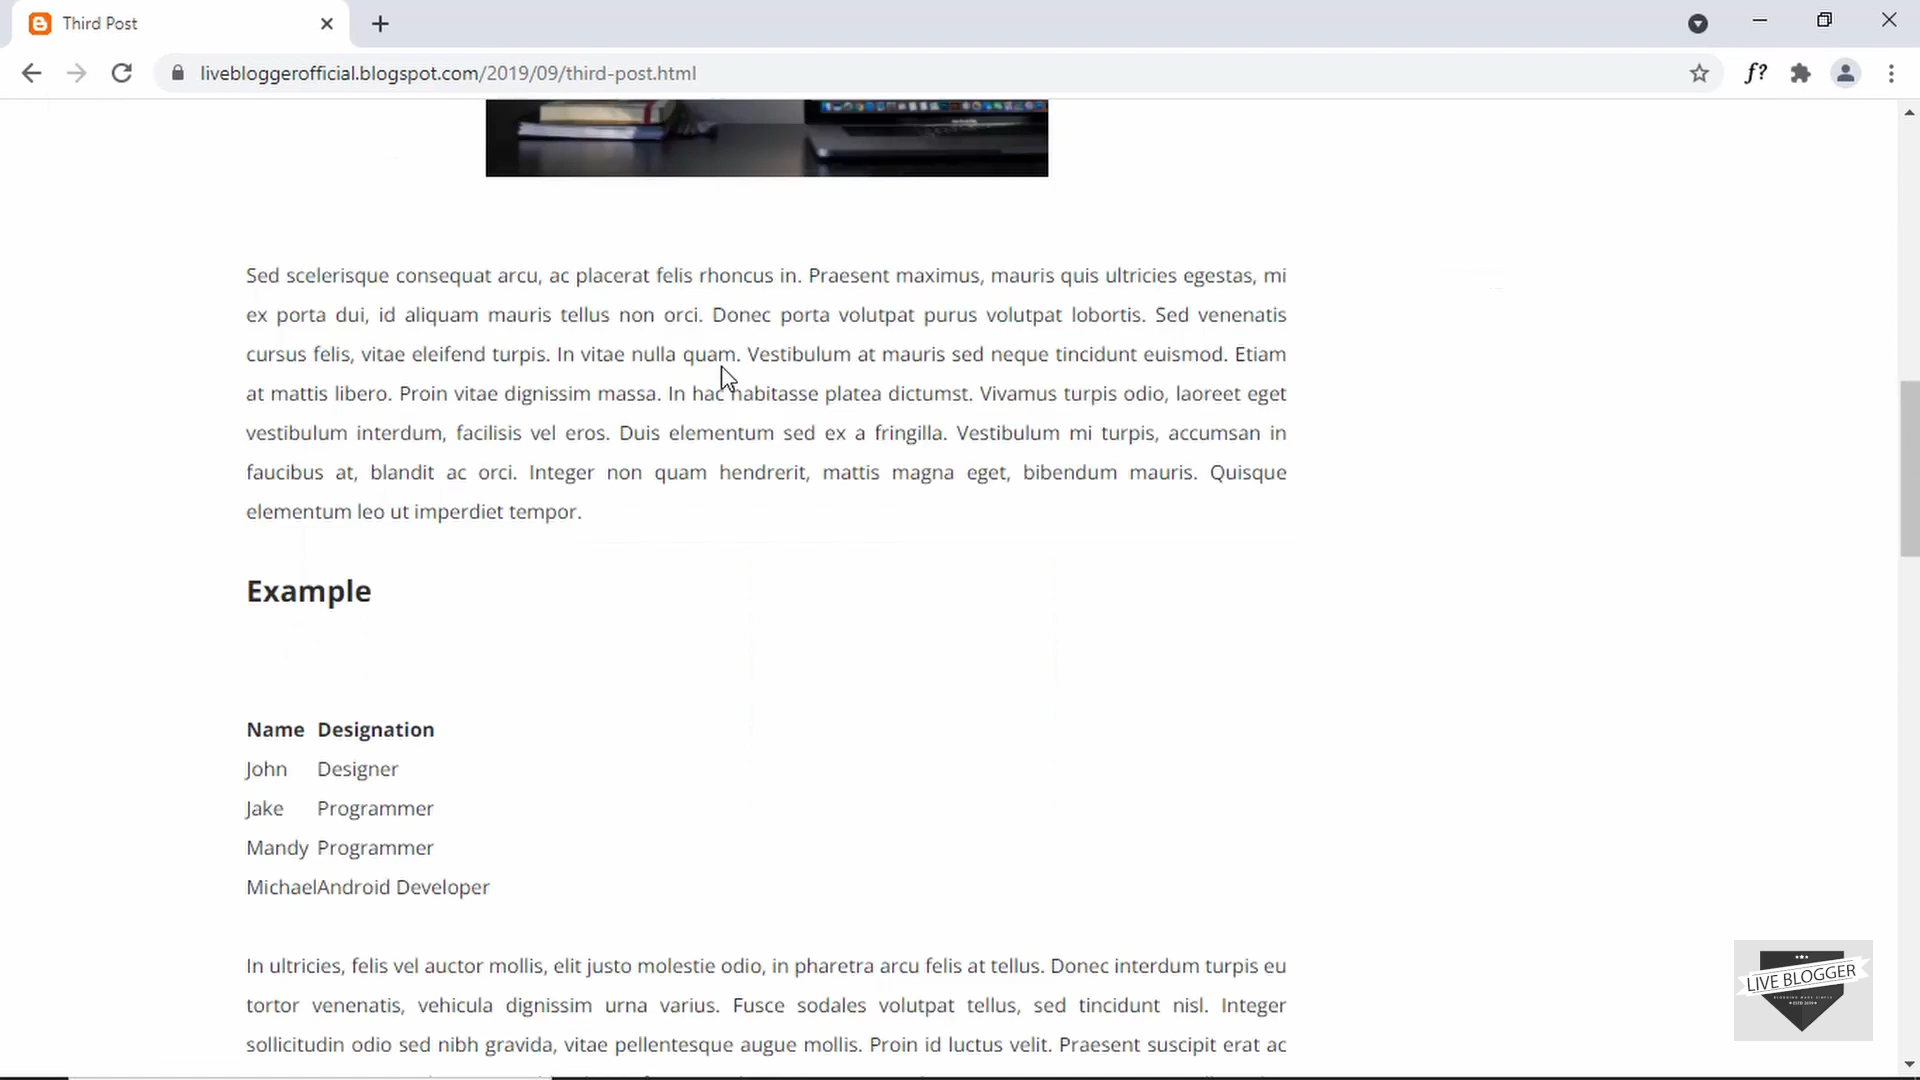 Third Post
livebloggerofficial.blogspot.com/2019/09/third-post.html
f?
Sed scelerisque consequat arcu, ac placerat felis rhoncus in. Praesent maximus, mauris quis ultricies egestas, mi
ex porta dui, id aliquam mauris tellus non orci. Donec porta volutpat purus volutpat lobortis. Sed venenatis
cursus felis, vitae eleifend turpis. In vitae nulla quam. Vestibulum at mauris sed neque tincidunt euismod. Etiam
at mattis libero. Proin vitae dignissim massa. In hac habitasse platea dictumst. Vivamus turpis odio, laoreet eget
vestibulum interdum, facilisis vel eros. Duis elementum sed ex a fringilla. Vestibulum mi turpis, accumsan in
faucibus at, blandit ac orci. Integer non quam hendrerit, mattis magna eget, bibendum mauris. Quisque
elementum leo ut imperdiet tempor.
Example
Name Designation
John Designer
Jake Programmer
Mandy Programmer
MichaelAndroid Developer
In ultricies, felis vel auctor mollis, elit justo molestie odio, in pharetra arcu felis at tellus. Donec interdum turpis eu
tortor venenatis, vehicula dignissim urna varius. Fusce sodales volutpat tellus, sed tincidunt nisl. Integer
sollicitudin odio sed nibh gravida, vitae pellentesque augue mollis. Proin id luctus velit. Praesent suscipit erat ac
LIVE BLOGGER